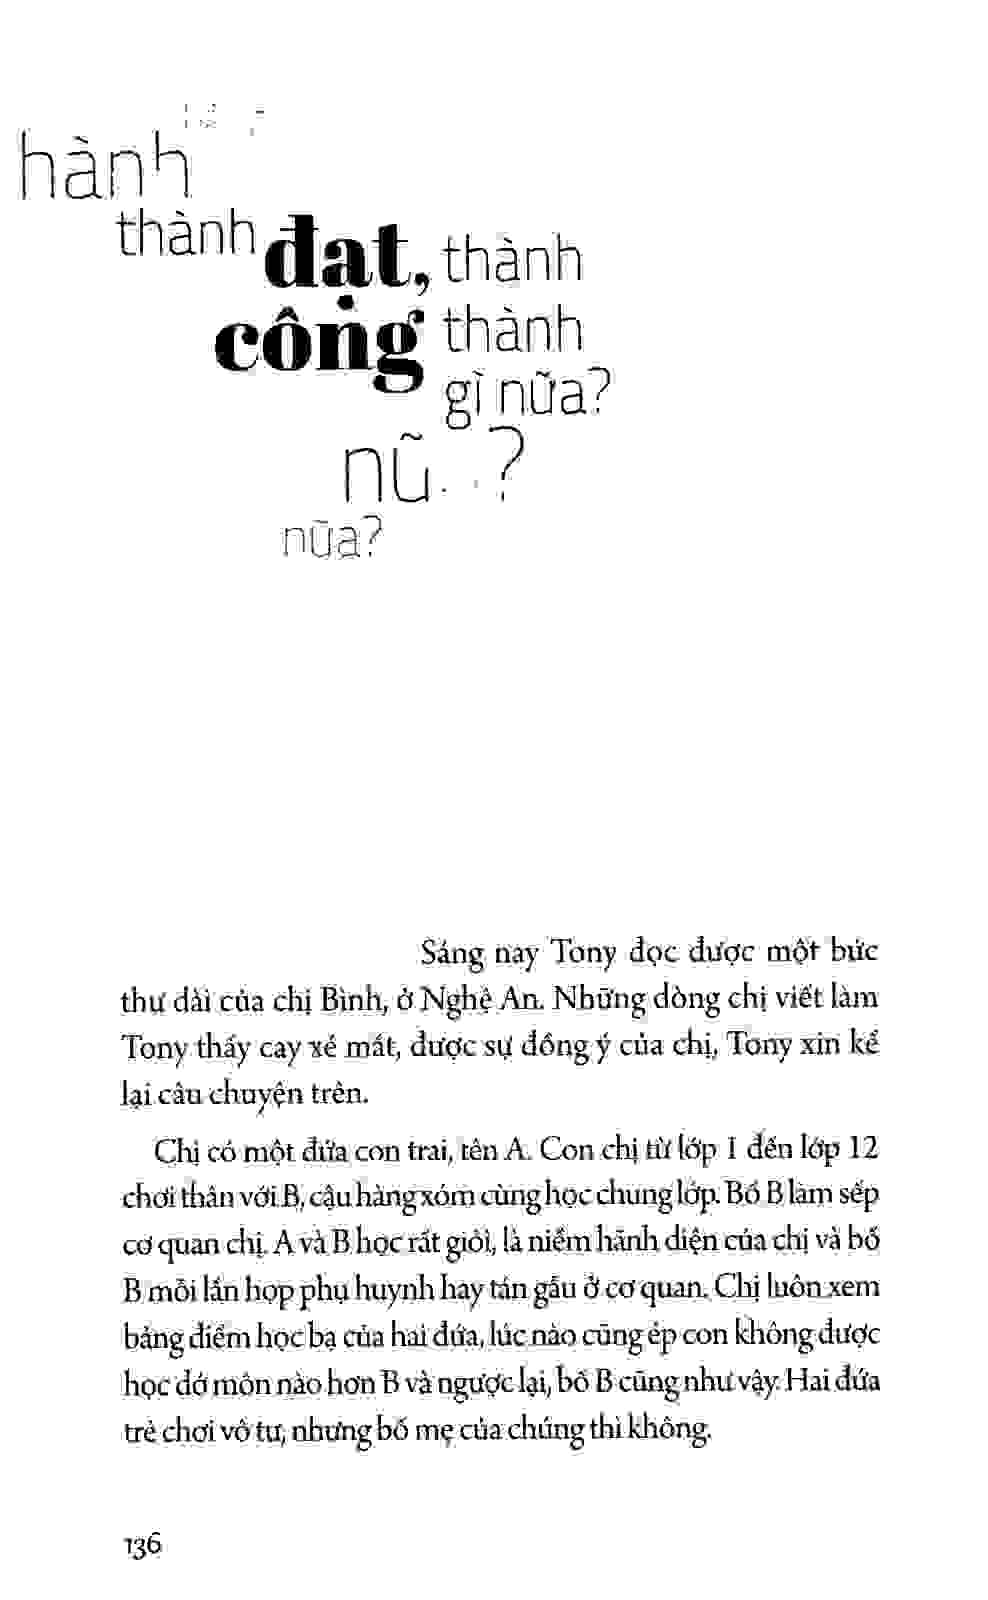 hành
thành đạt, thành
công thành
gì nữa?
nũ ?
nữa?
Sáng nay Tony đọc được một bức
thư dài của chị Bình, ở Nghệ An. Những dòng chị viết làm
Tony thấy cay xé mắt, được sự đồng ý của chị, Tony xin kể
lại câu chuyện trên.
Chị có một đứa con trai, tên A. Con chị từ lớp 1 đến lớp 12
chơi thân với B, cậu hàng xóm cùng học chung lớp. Bố B làm sếp
cơ quan chị. A và B học rất giỏi, là niềm hãnh diện của chị và bố
B mỗi lần họp phụ huynh hay tán gẫu ở cơ quan. Chị luôn xem
bảng điểm học bạ của hai đứa, lúc nào cũng ép con không được
học dở môn nào hơn B và ngược lại, bố B cũng như vậy. Hai đứa
trẻ chơi vô tư, nhưng bố mẹ của chúng thì không.
136